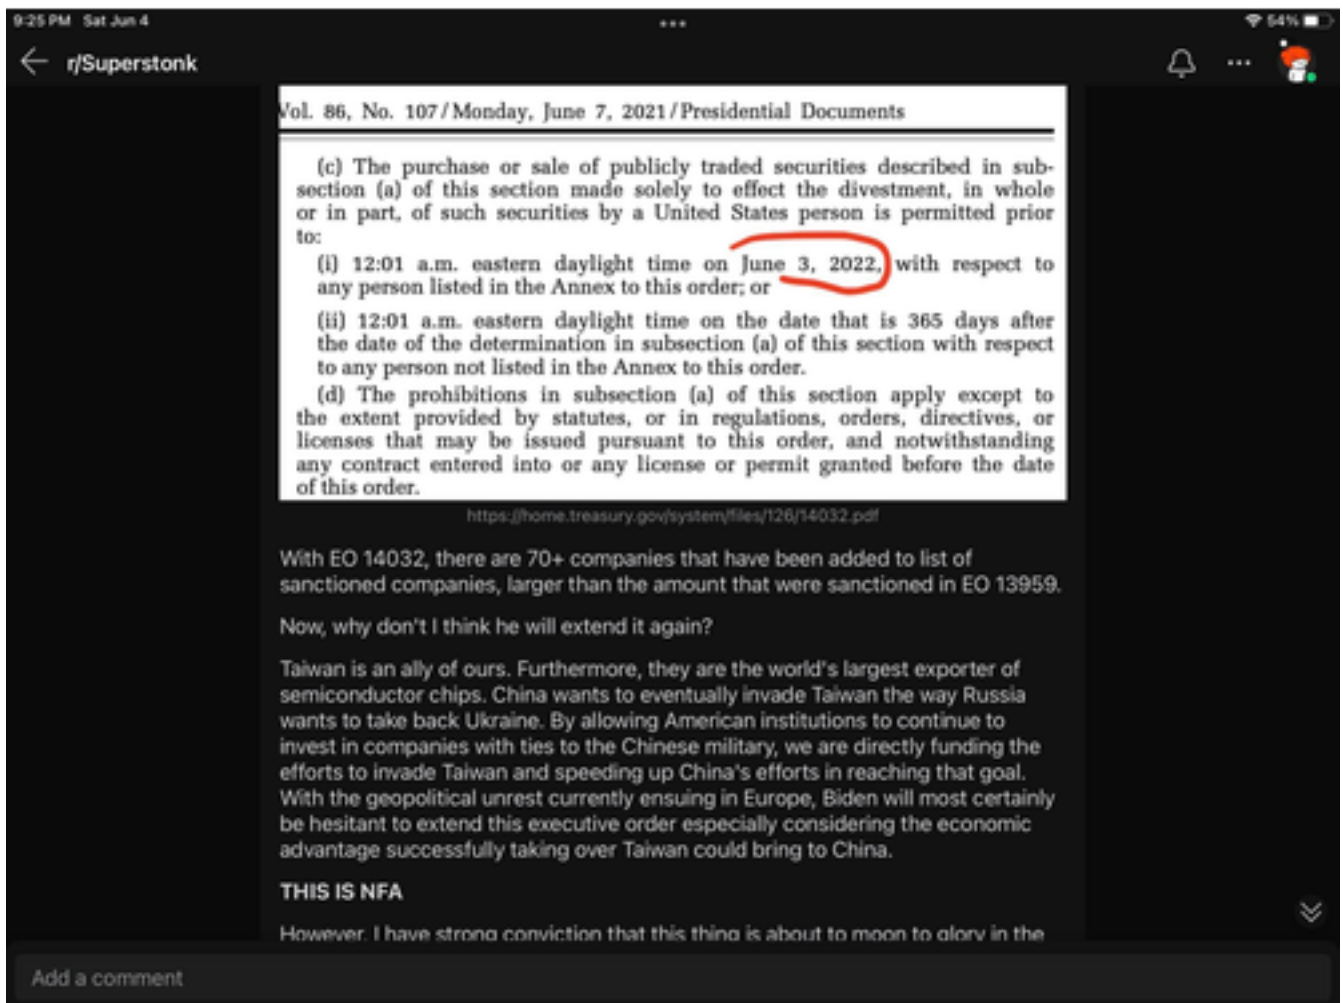 9:25 PM Sat Jun 4
54%
r/Superstonk
Vol. 86, No. 107 / Monday, June 7, 2021 / Presidential Documents
(c) The purchase or sale of publicly traded securities described in sub-
section (a) of this section made solely to effect the divestment, in whole
or in part, of such securities by a United States person is permitted prior
to:
(i) 12:01 a.m. eastern daylight time on June 3, 2022, with respect to
any person listed in the Annex to this order; or
(ii) 12:01 a.m. eastern daylight time on the date that is 365 days after
the date of the determination in subsection (a) of this section with respect
to any person not listed in the Annex to this order.
(d) The prohibitions in subsection (a) of this section apply except to
the extent provided by statutes, or in regulations, orders, directives, or
licenses that may be issued pursuant to this order, and notwithstanding
any contract entered into or any license or permit granted before the date
of this order.
https://home.treasury.gov/system/files/126/14032.pdf
With EO 14032, there are 70+ companies that have been added to list of
sanctioned companies, larger than the amount that were sanctioned in EO 13959.
Now, why don't I think he will extend it again?
Taiwan is an ally of ours. Furthermore, they are the world's largest exporter of
semiconductor chips. China wants to eventually invade Taiwan the way Russia
wants to take back Ukraine. By allowing American institutions to continue to
invest in companies with ties to the Chinese military, we are directly funding the
efforts to invade Taiwan and speeding up China's efforts in reaching that goal.
With the geopolitical unrest currently ensuing in Europe, Biden will most certainly
be hesitant to extend this executive order especially considering the economic
advantage successfully taking over Taiwan could bring to China.
THIS IS NFA
However, I have strong conviction that this thing is about to moon to glory in the
Add a comment